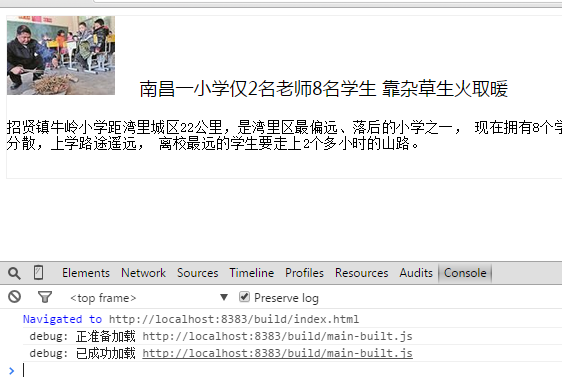 南昌一小学仅2名老师8名学生 靠杂草生火取暖
招贤镇牛岭小学距湾里城区22公里，是湾里区最偏远、落后的小学之一， 现在拥有8个学
分散，上学路途遥远， 离校最远的学生要走上2个多小时的山路。
Elements Network Sources Timeline Profiles Resources Audits Console
<top frame> Preserve log
Navigated to http://localhost:8383/build/index.html
debug: 正准备加载 http://localhost:8383/build/main-built.js
debug: 已成功加载 http://localhost:8383/build/main-built.js
>